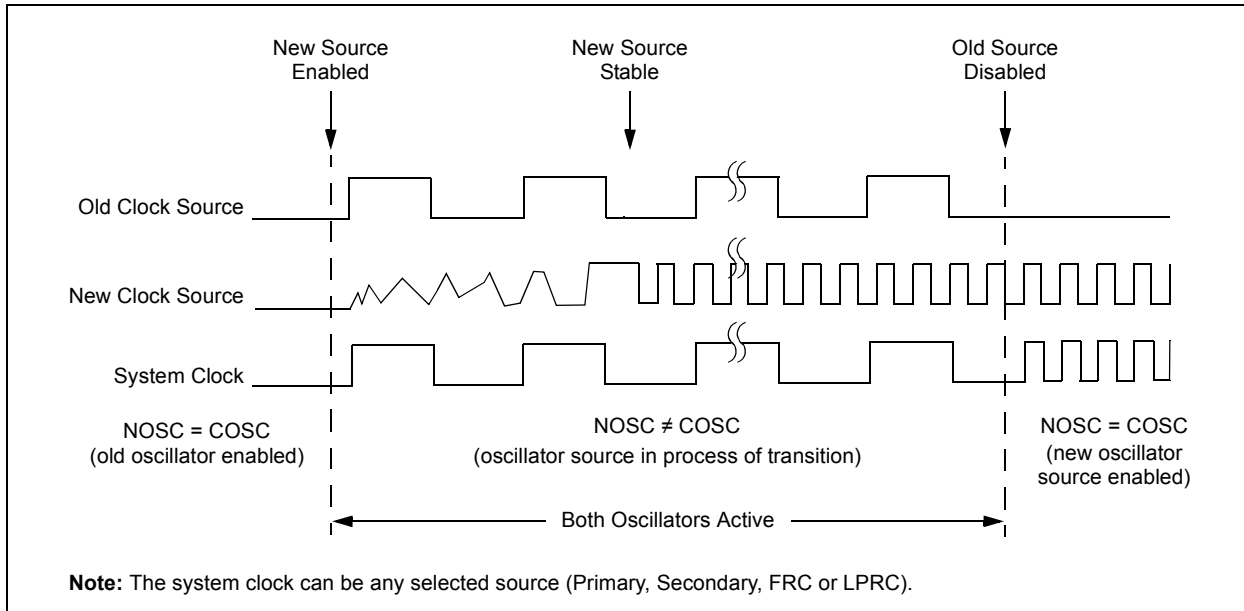 New Source
Enabled
New Source
Stable
Old Source
Disabled
Old Clock Source
New Clock Source
System Clock
NOSC = COSC
(old oscillator enabled)
NOSC ≠ COSC
(oscillator source in process of transition)
NOSC = COSC
(new oscillator
source enabled)
Both Oscillators Active
Note: The system clock can be any selected source (Primary, Secondary, FRC or LPRC).